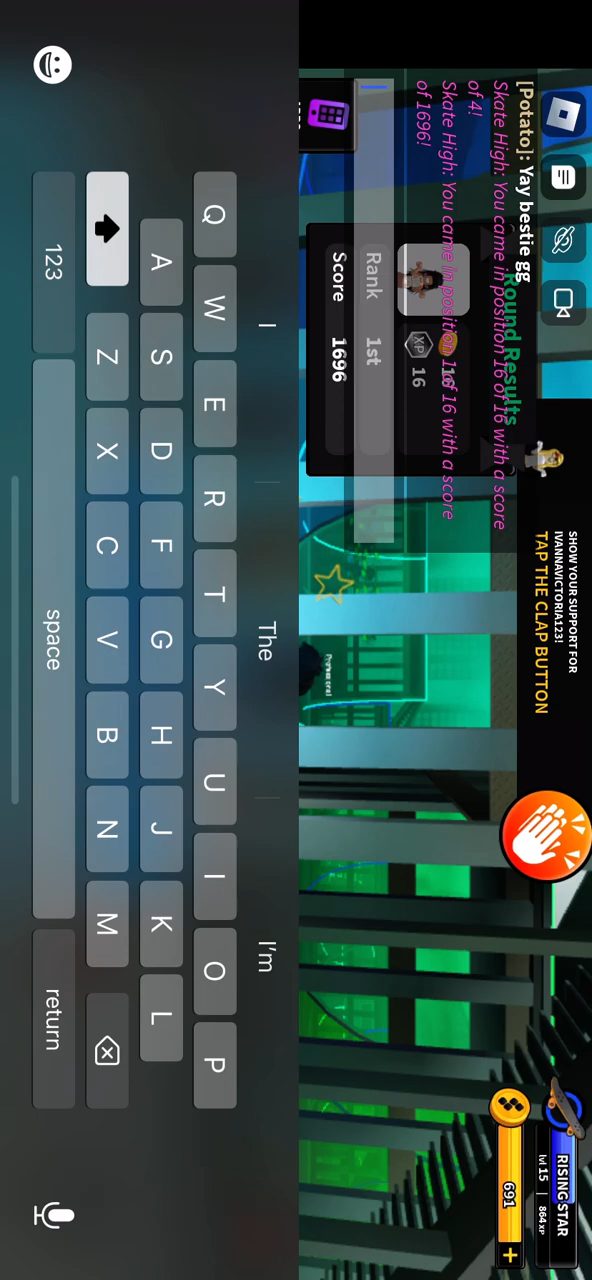 [Potato]: Yay bestie gg
Skate High: You came in position 16 of 16 with a score
of 4!
Skate High: You came in position 1 of 16 with a score
of 1696!
Round Results
XP
16
Rank 1st
Score 1696
SHOW YOUR SUPPORT FOR
IVANNAVICTORIA123!
TAP THE CLAP BUTTON
Professional
RISING STAR
lvl 15 | 864 XP
691 +
I The I'm
Q W E R T Y U I O P
A S D F G H J K L
Z X C V B N M
123 space return